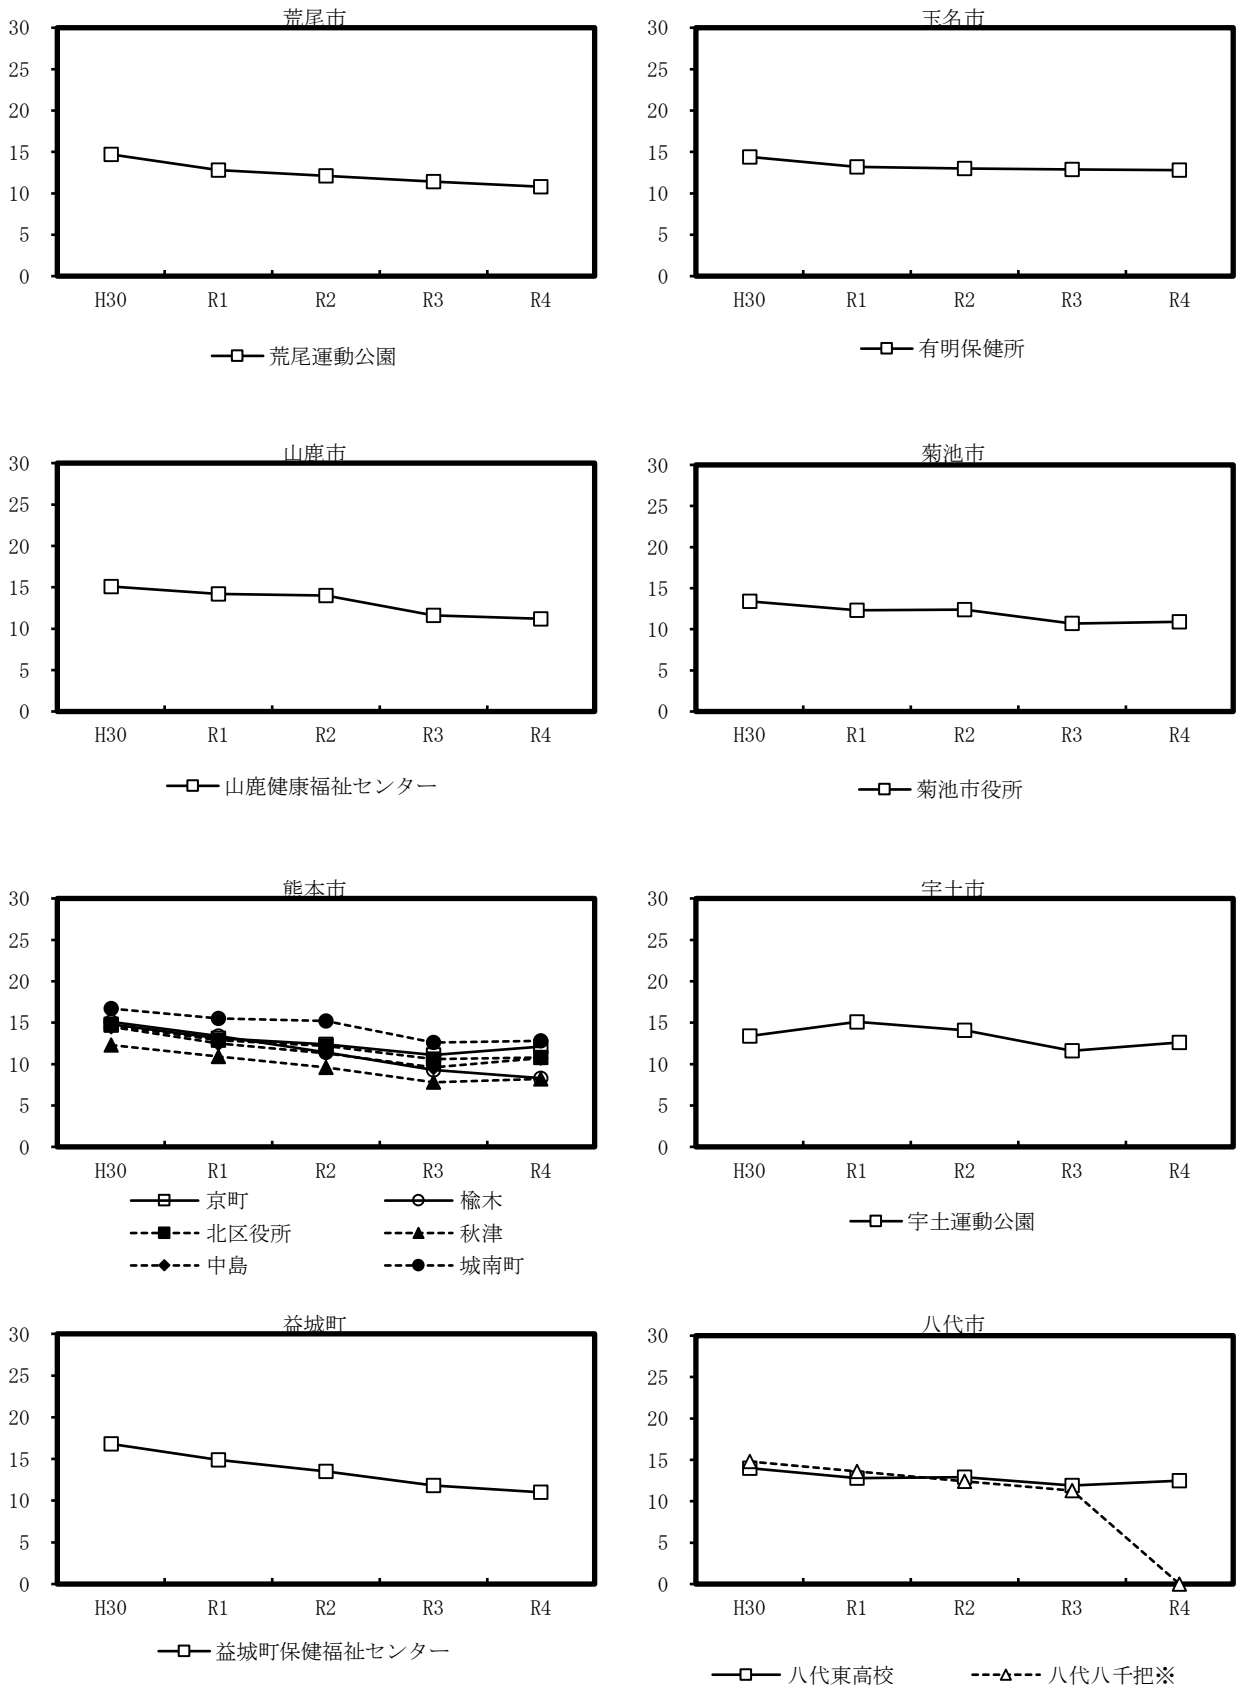 荒尾市
30
25
20
15
10
5
0
H30 R1 R2 R3 R4
荒尾運動公園
玉名市
30
25
20
15
10
5
0
H30 R1 R2 R3 R4
有明保健所
山鹿市
30
25
20
15
10
5
0
H30 R1 R2 R3 R4
山鹿健康福祉センター
菊池市
30
25
20
15
10
5
0
H30 R1 R2 R3 R4
菊池市役所
熊本市
30
25
20
15
10
5
0
H30 R1 R2 R3 R4
京町 楡木
北区役所 秋津
中島 城南町
宇土市
30
25
20
15
10
5
0
H30 R1 R2 R3 R4
宇土運動公園
益城町
30
25
20
15
10
5
0
H30 R1 R2 R3 R4
益城町保健福祉センター
八代市
30
25
20
15
10
5
0
H30 R1 R2 R3 R4
八代東高校 八代八千把※